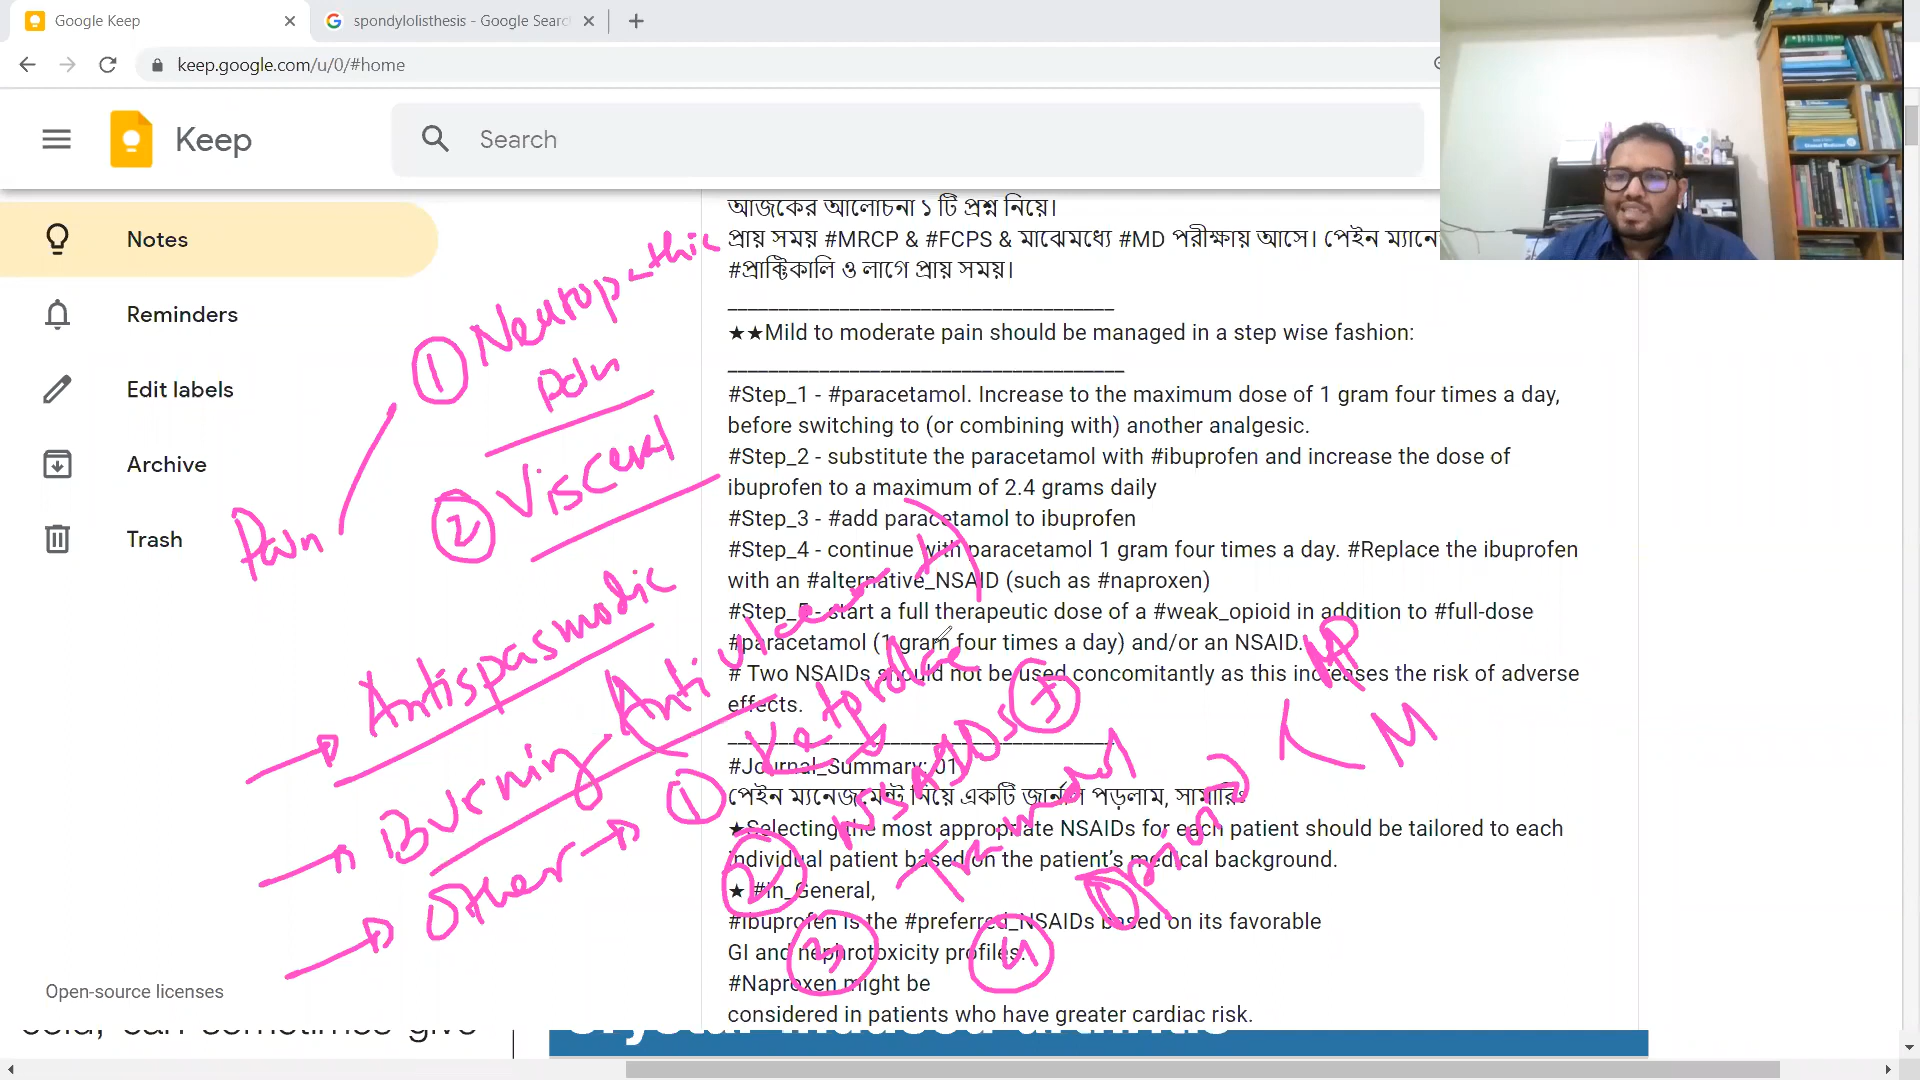 Google Keep
spondylolisthesis - Google Search
keep.google.com/u/0/#home
Keep
Search
Notes
Reminders
Edit labels
Archive
Trash
Open-source licenses
আজকের আলোচনা ১ টি প্রশ্ন নিয়ে।
প্রায় সময় #MRCP & #FCPS & মাঝেমধ্যে #MD পরীক্ষায় আসে। পেইন
#প্রাক্টিকালি ও লাগে প্রায় সময়।
★★Mild to moderate pain should be managed in a step wise fashion:
#Step_1 - #paracetamol. Increase to the maximum dose of 1 gram four times a day,
before switching to (or combining with) another analgesic.
#Step_2 - substitute the paracetamol with #ibuprofen and increase the dose of
ibuprofen to a maximum of 2.4 grams daily
#Step_3 - #add paracetamol to ibuprofen
#Step_4 - continue with paracetamol 1 gram four times a day. #Replace the ibuprofen
with an #alternative_NSAID (such as #naproxen)
#Step_5 - start a full therapeutic dose of a #weak_opioid in addition to #full-dose
#paracetamol (1 gram four times a day) and/or an NSAID.
# Two NSAIDs should not be used concomitantly as this increases the risk of adverse
effects.
#Journal_Summary: 01
পেইন ম্যনেজমেন্ট নিয়ে একটি জার্নাল পড়লাম, সামারিঃ
★Selecting the most appropriate NSAIDs for each patient should be tailored to each
individual patient based on the patient's medical background.
★ #In_General,
#Ibuprofen is the #preferred_NSAIDs based on its favorable
GI and nephrotoxicity profiles.
#Naproxen might be
considered in patients who have greater cardiac risk.
Pain
① Neuropathic
pain
② Visceral
→ Antispasmodic
→ Burning Antiulcerant
→ Other →
①
② NSAIDs
③ Tramadol
④ Opioid
M
cold, can sometimes give
Crystal-induced arthritis